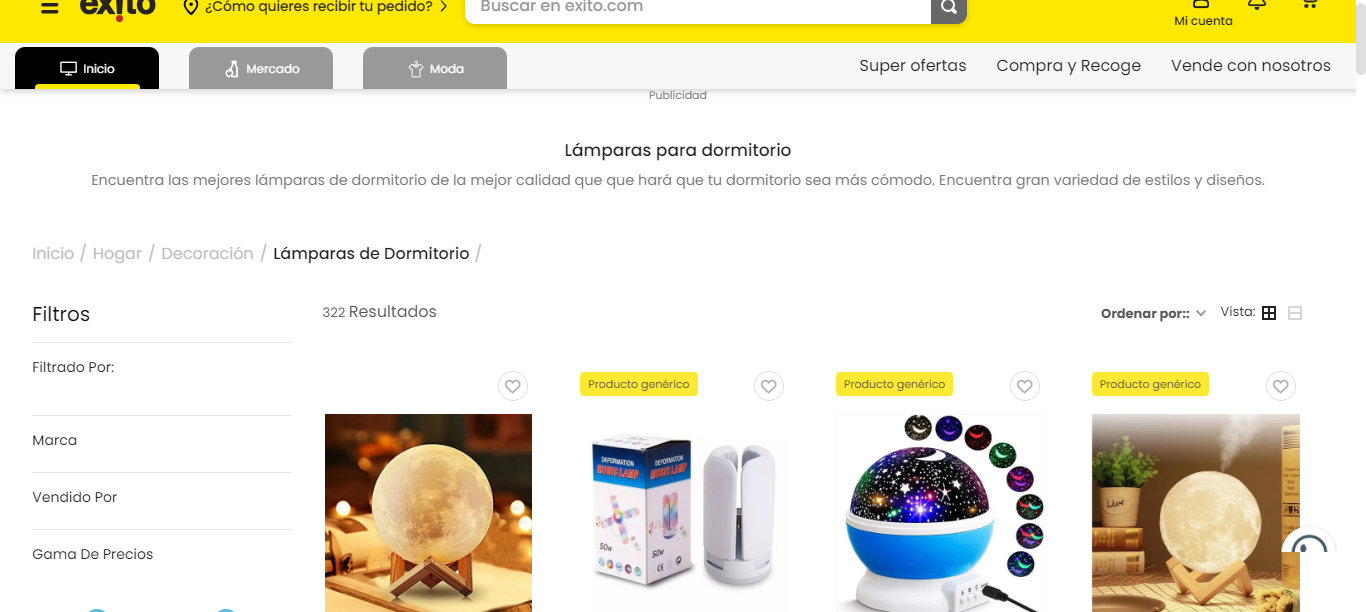 exito
¿Cómo quieres recibir tu pedido?
Buscar en exito.com
Mi cuenta
Inicio
Mercado
Moda
Super ofertas
Compra y Recoge
Vende con nosotros
Publicidad
Lámparas para dormitorio
Encuentra las mejores lámparas de dormitorio de la mejor calidad que que hará que tu dormitorio sea más cómodo. Encuentra gran variedad de estilos y diseños.
Inicio / Hogar / Decoración / Lámparas de Dormitorio /
Filtros
322 Resultados
Ordenar por::
Vista:
Filtrado Por:
Marca
Vendido Por
Gama De Precios
Producto genérico
Producto genérico
Producto genérico
DEFORMATION
MUSIC LAMP
50w
DEFORMATION
MUSIC LAMP
50w
Live